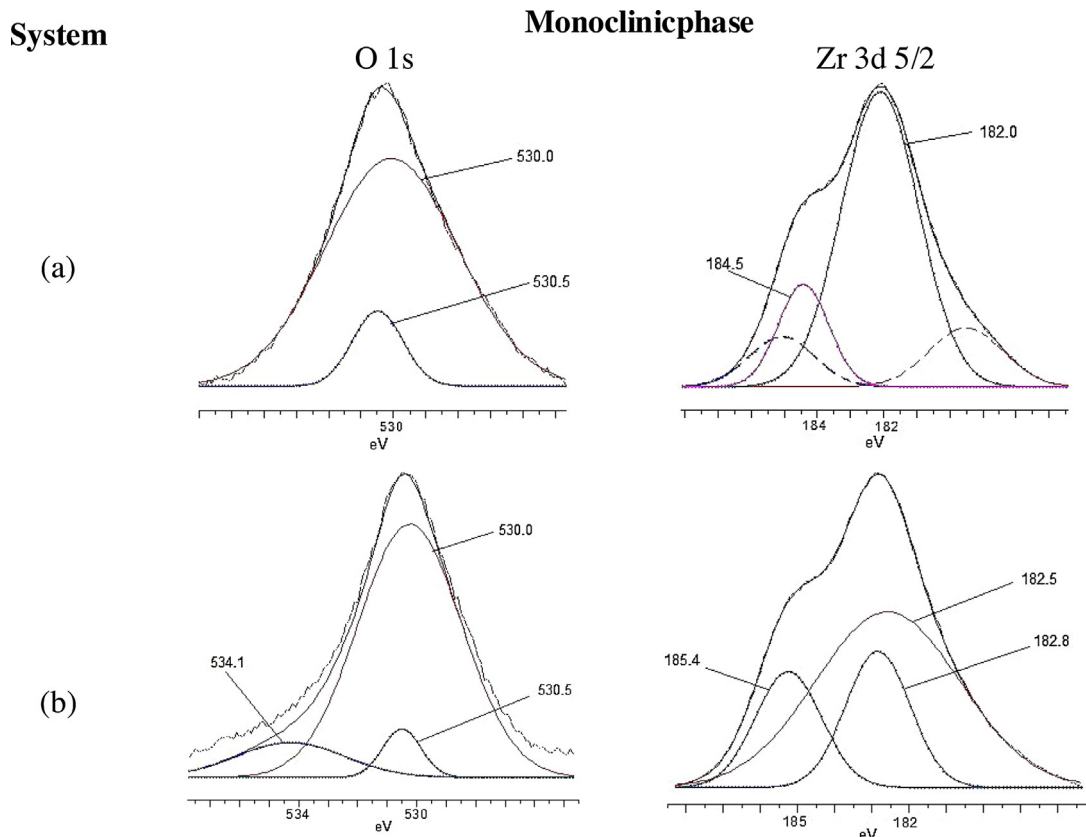 System
Monoclinicphase
O 1s
Zr 3d 5/2
(a)
530.0
530.5
530
eV
182.0
184.5
184 182
eV
(b)
530.0
534.1
530.5
534 530
eV
182.5
182.8
185.4
185 182
eV